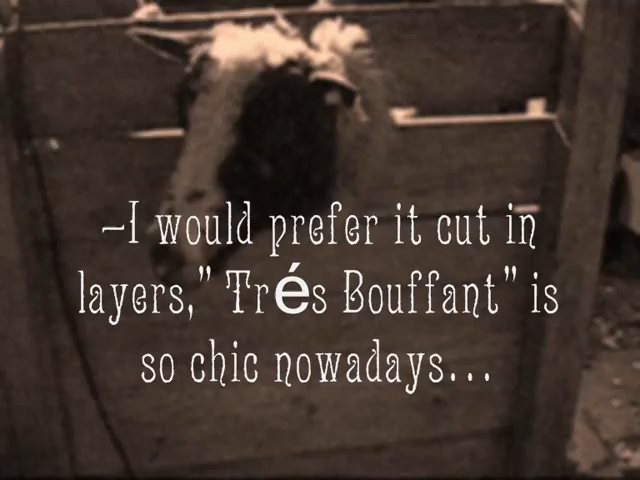 –I would prefer it cut in
layers,” Trés Bouffant” is
so chic nowadays...